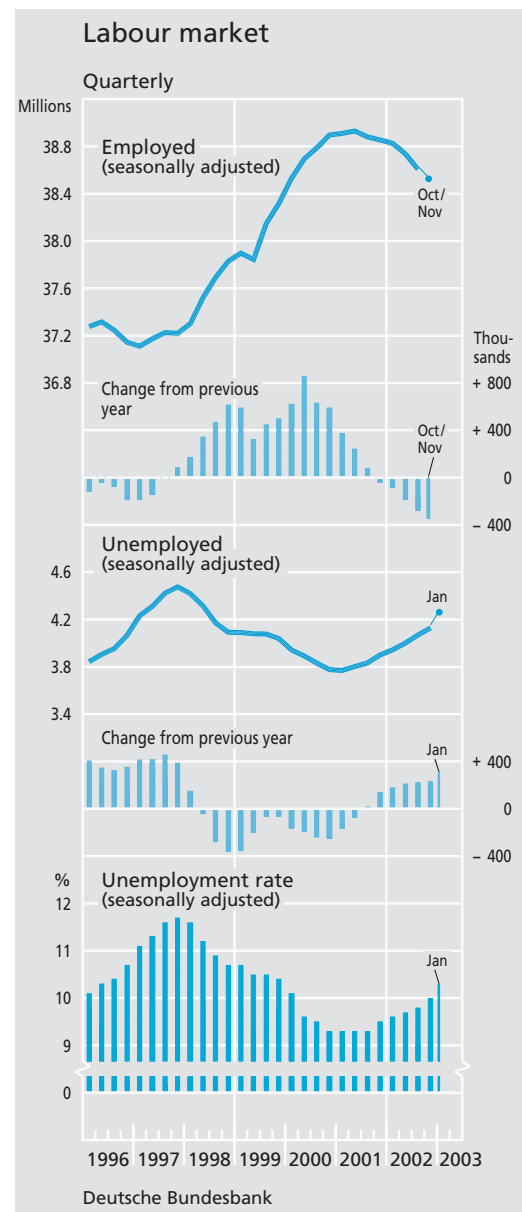 Labour market
Quarterly
Millions
Employed
(seasonally adjusted)
38.8
38.4
38.0
37.6
37.2
36.8
Oct/
Nov
Thou-
sands
Change from previous
year
+ 800
+ 400
0
− 400
Oct/
Nov
Unemployed
(seasonally adjusted)
4.6
4.2
3.8
3.4
Jan
Change from previous year
Jan
+ 400
0
− 400
%
Unemployment rate
(seasonally adjusted)
12
11
10
9
0
Jan
1996 1997 1998 1999 2000 2001 2002 2003
Deutsche Bundesbank